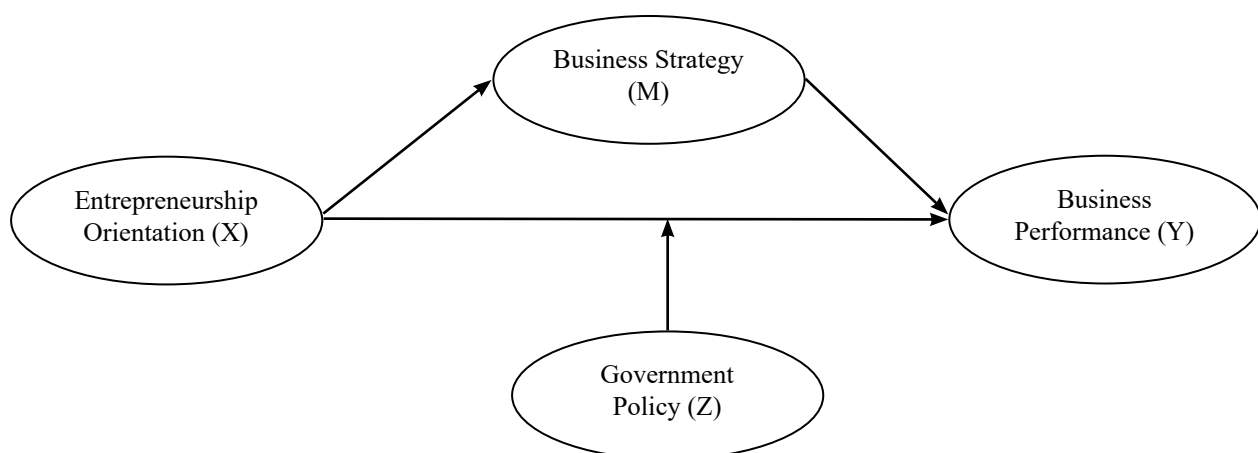 Business Strategy
(M)
Entrepreneurship
Orientation (X)
Business
Performance (Y)
Government
Policy (Z)